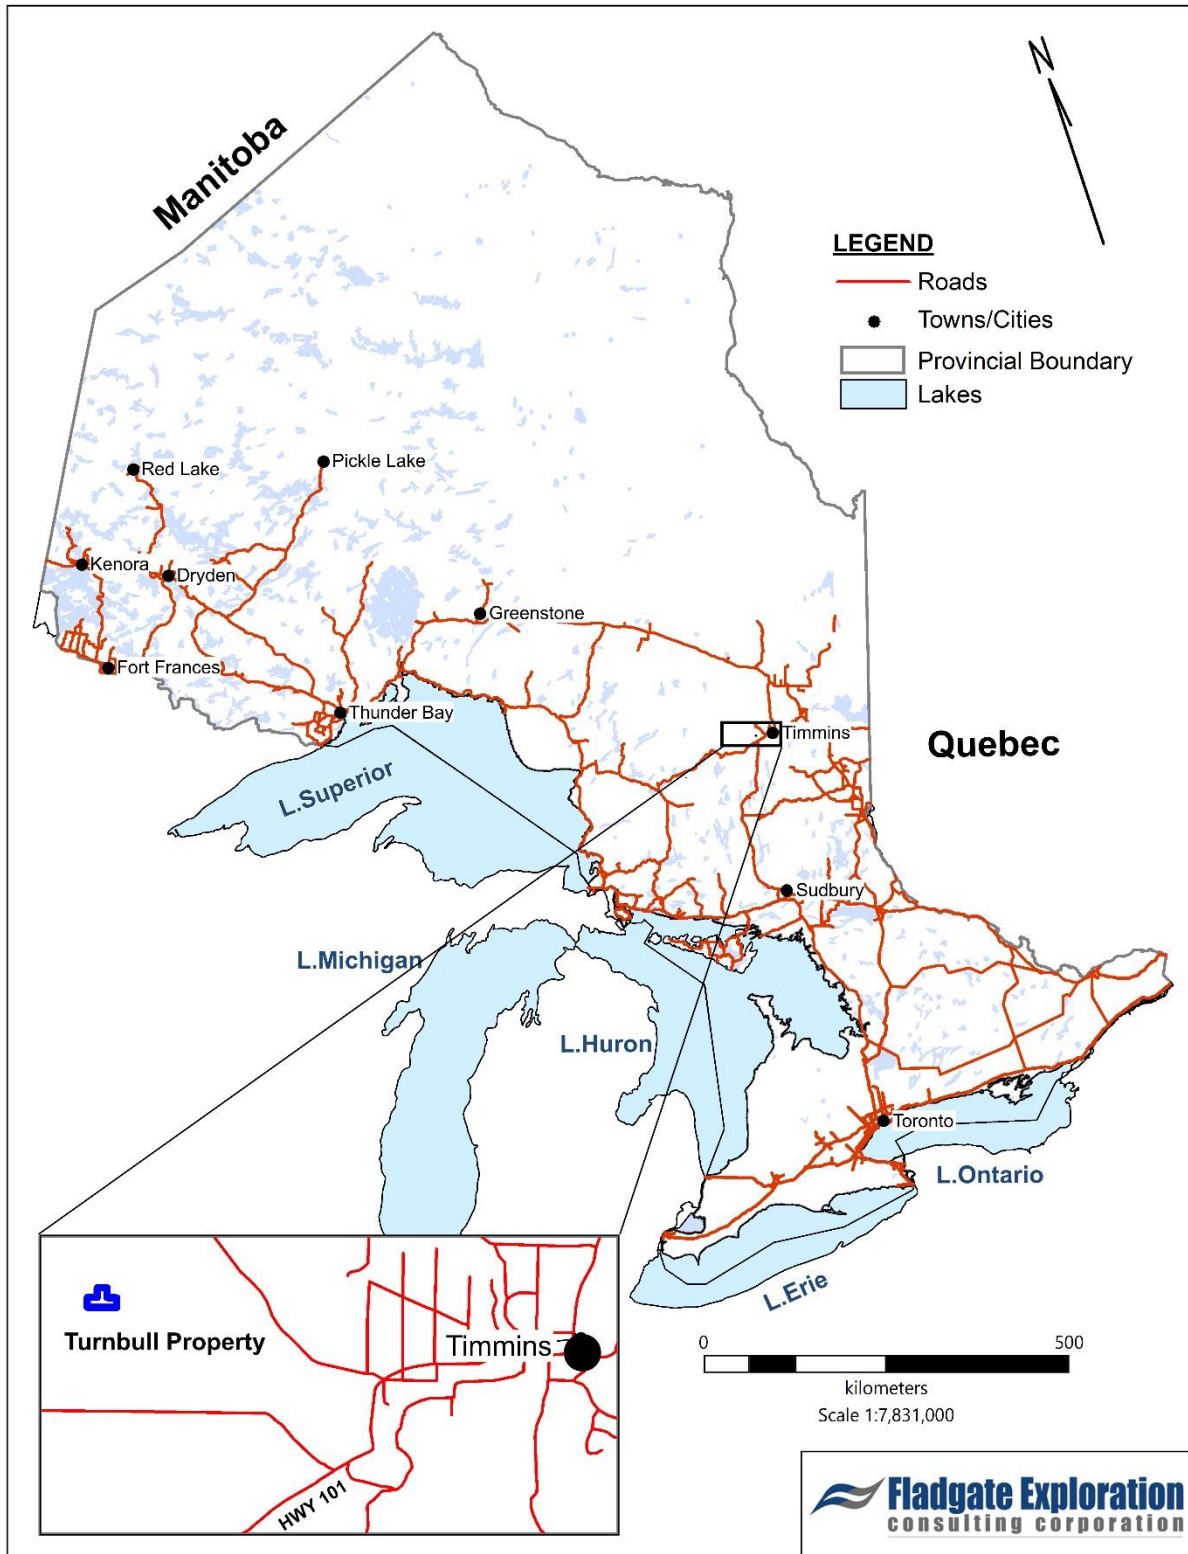 N
Manitoba
LEGEND
Roads
Towns/Cities
Provincial Boundary
Lakes
Red Lake
Pickle Lake
Kenora
Dryden
Greenstone
Fort Frances
Thunder Bay
Timmins
Quebec
L.Superior
Sudbury
L.Michigan
L.Huron
Toronto
L.Ontario
L.Erie
Turnbull Property
Timmins
HWY 101
0 500
kilometers
Scale 1:7,831,000
Fladgate Exploration
consulting corporation